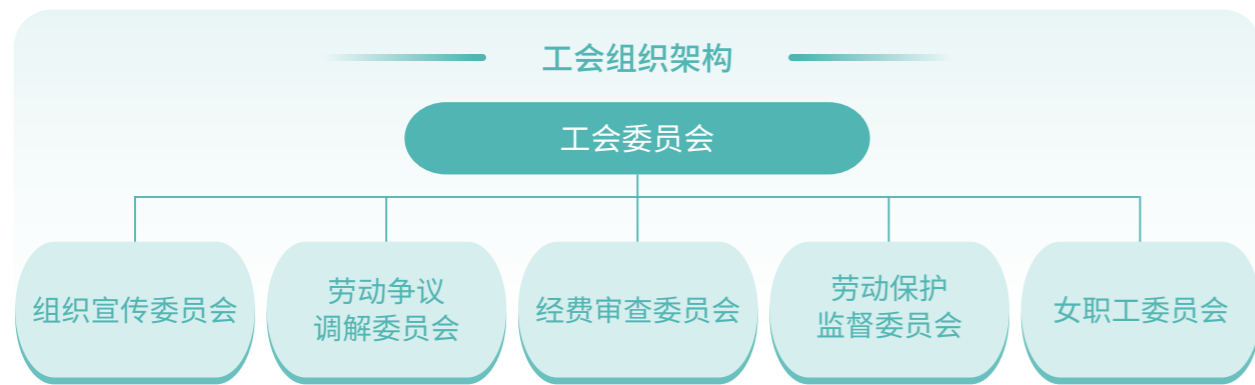 工会组织架构
工会委员会
组织宣传委员会
劳动争议
调解委员会
经费审查委员会
劳动保护
监督委员会
女职工委员会